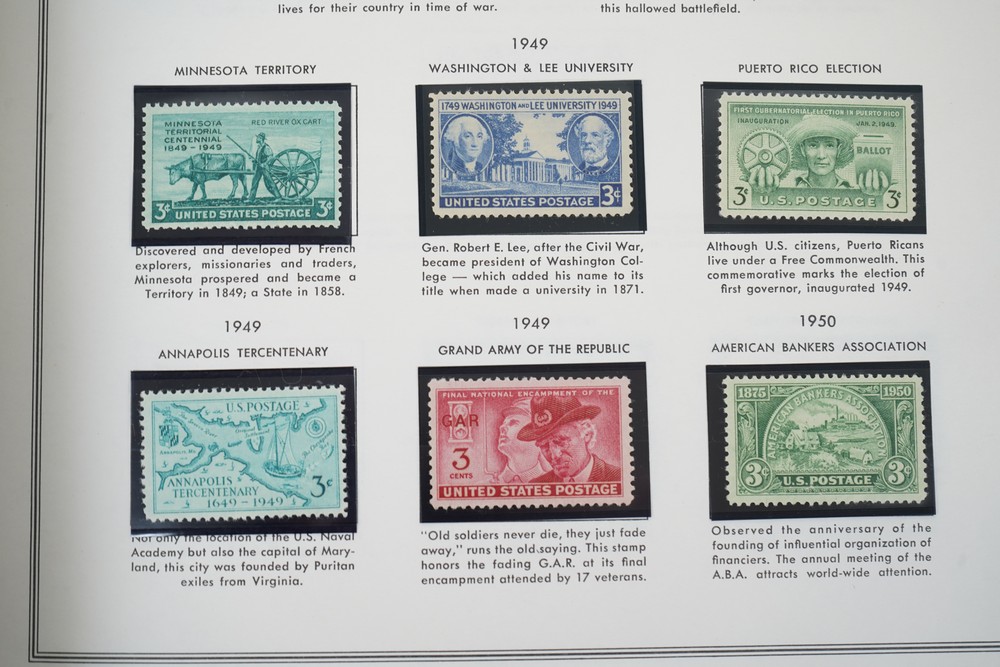 lives for their country in time of war.
this hallowed battlefield.
1949
MINNESOTA TERRITORY
WASHINGTON & LEE UNIVERSITY
PUERTO RICO ELECTION
MINNESOTA
TERRITORIAL
CENTENNIAL
1849 - 1949
RED RIVER OX CART
3¢ UNITED STATES POSTAGE 3¢
1749 WASHINGTON AND LEE UNIVERSITY 1949
UNITED STATES POSTAGE 3¢
FIRST GUBERNATORIAL ELECTION IN PUERTO RICO
INAUGURATION
JAN. 2, 1949
BALLOT
3¢ U.S. POSTAGE 3¢
Discovered and developed by French
explorers, missionaries and traders,
Minnesota prospered and became a
Territory in 1849; a State in 1858.
Gen. Robert E. Lee, after the Civil War,
became president of Washington Col-
lege — which added his name to its
title when made a university in 1871.
Although U.S. citizens, Puerto Ricans
live under a Free Commonwealth. This
commemorative marks the election of
first governor, inaugurated 1949.
1949
ANNAPOLIS TERCENTENARY
1949
GRAND ARMY OF THE REPUBLIC
1950
AMERICAN BANKERS ASSOCIATION
U.S. POSTAGE
ANNAPOLIS
TERCENTENARY
1649 - 1949
3¢
FINAL NATIONAL ENCAMPMENT OF THE
GAR
3
CENTS
UNITED STATES POSTAGE
1875 1950
AMERICAN BANKERS ASSOCIATION
3¢ 3¢
U.S. POSTAGE
Not only the location of the U.S. Naval
Academy but also the capital of Mary-
land, this city was founded by Puritan
exiles from Virginia.
"Old soldiers never die, they just fade
away," runs the old saying. This stamp
honors the fading G.A.R. at its final
encampment attended by 17 veterans.
Observed the anniversary of the
founding of influential organization of
financiers. The annual meeting of the
A.B.A. attracts world-wide attention.